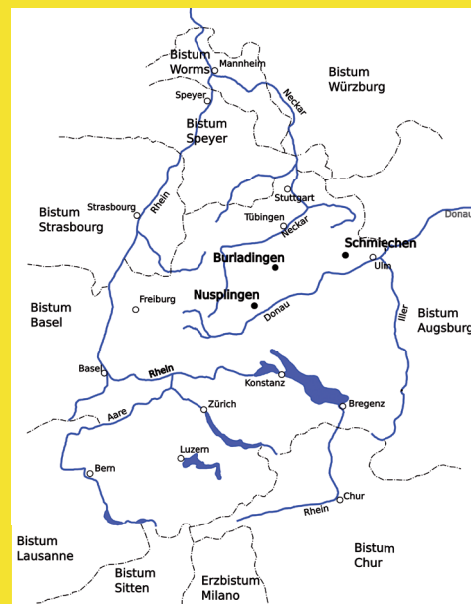 Bistum
Worms
Mannheim
Bistum
Würzburg
Speyer
Neckar
Bistum
Speyer
Stuttgart
Rhein
Strasbourg
Bistum
Strasbourg
Tübingen
Neckar
Donau
Schmiechen
Burladingen
Ulm
Nusplingen
Freiburg
Donau
Iller
Bistum
Basel
Bistum
Augsburg
Basel
Rhein
Konstanz
Aare
Zürich
Bregenz
Luzern
Bern
Chur
Rhein
Bistum
Lausanne
Bistum
Sitten
Erzbistum
Milano
Bistum
Chur